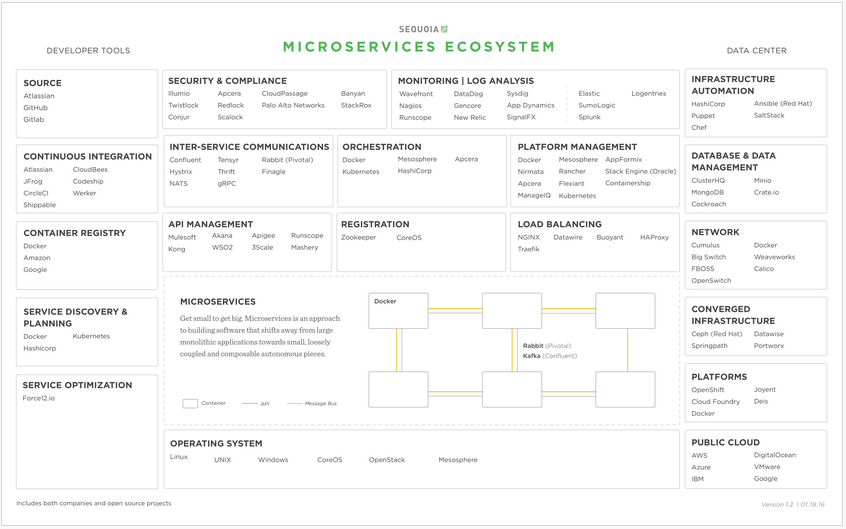 SEQUOIA
MICROSERVICES ECOSYSTEM
DEVELOPER TOOLS
DATA CENTER
SOURCE
Atlassian
GitHub
Gitlab
CONTINUOUS INTEGRATION
Atlassian CloudBees
JFrog Codeship
CircleCI Werker
Shippable
CONTAINER REGISTRY
Docker
Amazon
Google
SERVICE DISCOVERY &
PLANNING
Docker Kubernetes
Hashicorp
SERVICE OPTIMIZATION
Force12.io
SECURITY & COMPLIANCE
Illumio Apcera CloudPassage Banyan
Twistlock Redlock Palo Alto Networks StackRox
Conjur Scalock
MONITORING | LOG ANALYSIS
Wavefront DataDog Sysdig Elastic Logentries
Nagios Gencore App Dynamics SumoLogic
Runscope New Relic SignalFX Splunk
INTER-SERVICE COMMUNICATIONS
Confluent Tensyr Rabbit (Pivotal)
Hystrix Thrift Finagle
NATS gRPC
ORCHESTRATION
Docker Mesosphere Apcera
Kubernetes HashiCorp
PLATFORM MANAGEMENT
Docker Mesosphere AppFormix
Nirmata Rancher Stack Engine (Oracle)
Apcera Flexiant Containership
ManageIQ Kubernetes
API MANAGEMENT
Mulesoft Akana Apigee Runscope
Kong WSO2 3Scale Mashery
REGISTRATION
Zookeeper CoreOS
LOAD BALANCING
NGINX Datawire Buoyant HAProxy
Traefik
MICROSERVICES
Get small to get big. Microservices is an approach
to building software that shifts away from large
monolithic applications towards small, loosely
coupled and composable autonomous pieces.
Container API Message Bus
Docker
Rabbit (Pivotal)
Kafka (Confluent)
OPERATING SYSTEM
Linux UNIX Windows CoreOS OpenStack Mesosphere
INFRASTRUCTURE
AUTOMATION
HashiCorp Ansible (Red Hat)
Puppet SaltStack
Chef
DATABASE & DATA
MANAGEMENT
ClusterHQ Minio
MongoDB Crate.io
Cockroach
NETWORK
Cumulus Docker
Big Switch Weaveworks
FBOSS Calico
OpenSwitch
CONVERGED
INFRASTRUCTURE
Ceph (Red Hat) Datawise
Springpath Portworx
PLATFORMS
OpenShift Joyent
Cloud Foundry Deis
Docker
PUBLIC CLOUD
AWS DigitalOcean
Azure VMware
IBM Google
Includes both companies and open source projects
Version 1.2 | 01.18.16